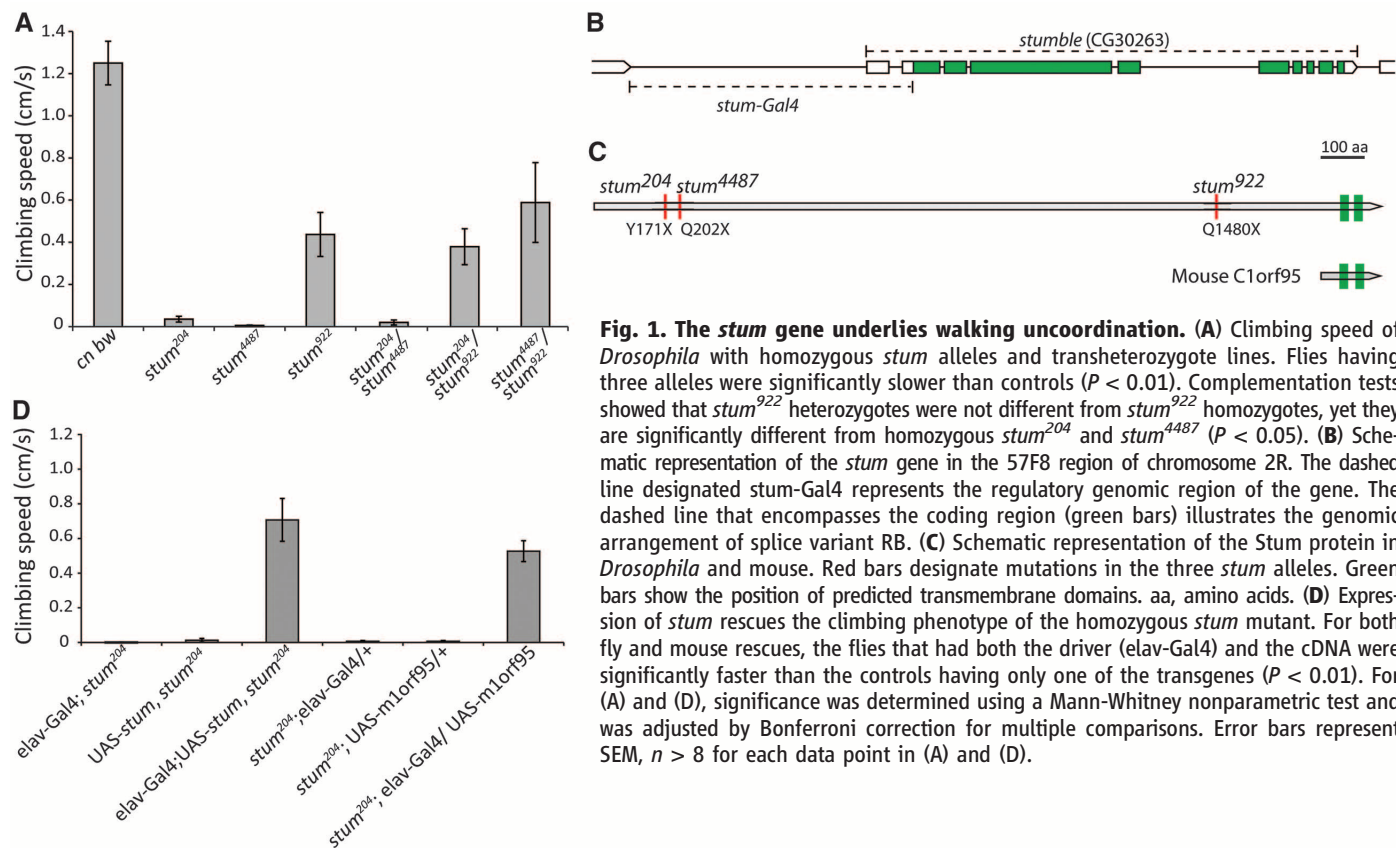 A
Climbing speed (cm/s)
1.4
1.2
1.0
0.8
0.6
0.4
0.2
0
cn bw
stum204
stum4487
stum922
stum204/
stum4487
stum204/
stum922
stum4487/
stum922
B
stumble (CG30263)
stum-Gal4
C
100 aa
stum204
stum4487
stum922
Y171X
Q202X
Q1480X
Mouse C1orf95
D
Climbing speed (cm/s)
1.2
1.0
0.8
0.6
0.4
0.2
0
elav-Gal4; stum204
UAS-stum, stum204
elav-Gal4;UAS-stum, stum204
stum204;elav-Gal4/+
stum204; UAS-m1orf95/+
stum204; elav-Gal4/ UAS-m1orf95
Fig. 1. The stum gene underlies walking uncoordination. (A) Climbing speed of
Drosophila with homozygous stum alleles and transheterozygote lines. Flies having
three alleles were significantly slower than controls (P < 0.01). Complementation tests
showed that stum922 heterozygotes were not different from stum922 homozygotes, yet they
are significantly different from homozygous stum204 and stum4487 (P < 0.05). (B) Sche-
matic representation of the stum gene in the 57F8 region of chromosome 2R. The dashed
line designated stum-Gal4 represents the regulatory genomic region of the gene. The
dashed line that encompasses the coding region (green bars) illustrates the genomic
arrangement of splice variant RB. (C) Schematic representation of the Stum protein in
Drosophila and mouse. Red bars designate mutations in the three stum alleles. Green
bars show the position of predicted transmembrane domains. aa, amino acids. (D) Expres-
sion of stum rescues the climbing phenotype of the homozygous stum mutant. For both
fly and mouse rescues, the flies that had both the driver (elav-Gal4) and the cDNA were
significantly faster than the controls having only one of the transgenes (P < 0.01). For
(A) and (D), significance was determined using a Mann-Whitney nonparametric test and
was adjusted by Bonferroni correction for multiple comparisons. Error bars represent
SEM, n > 8 for each data point in (A) and (D).